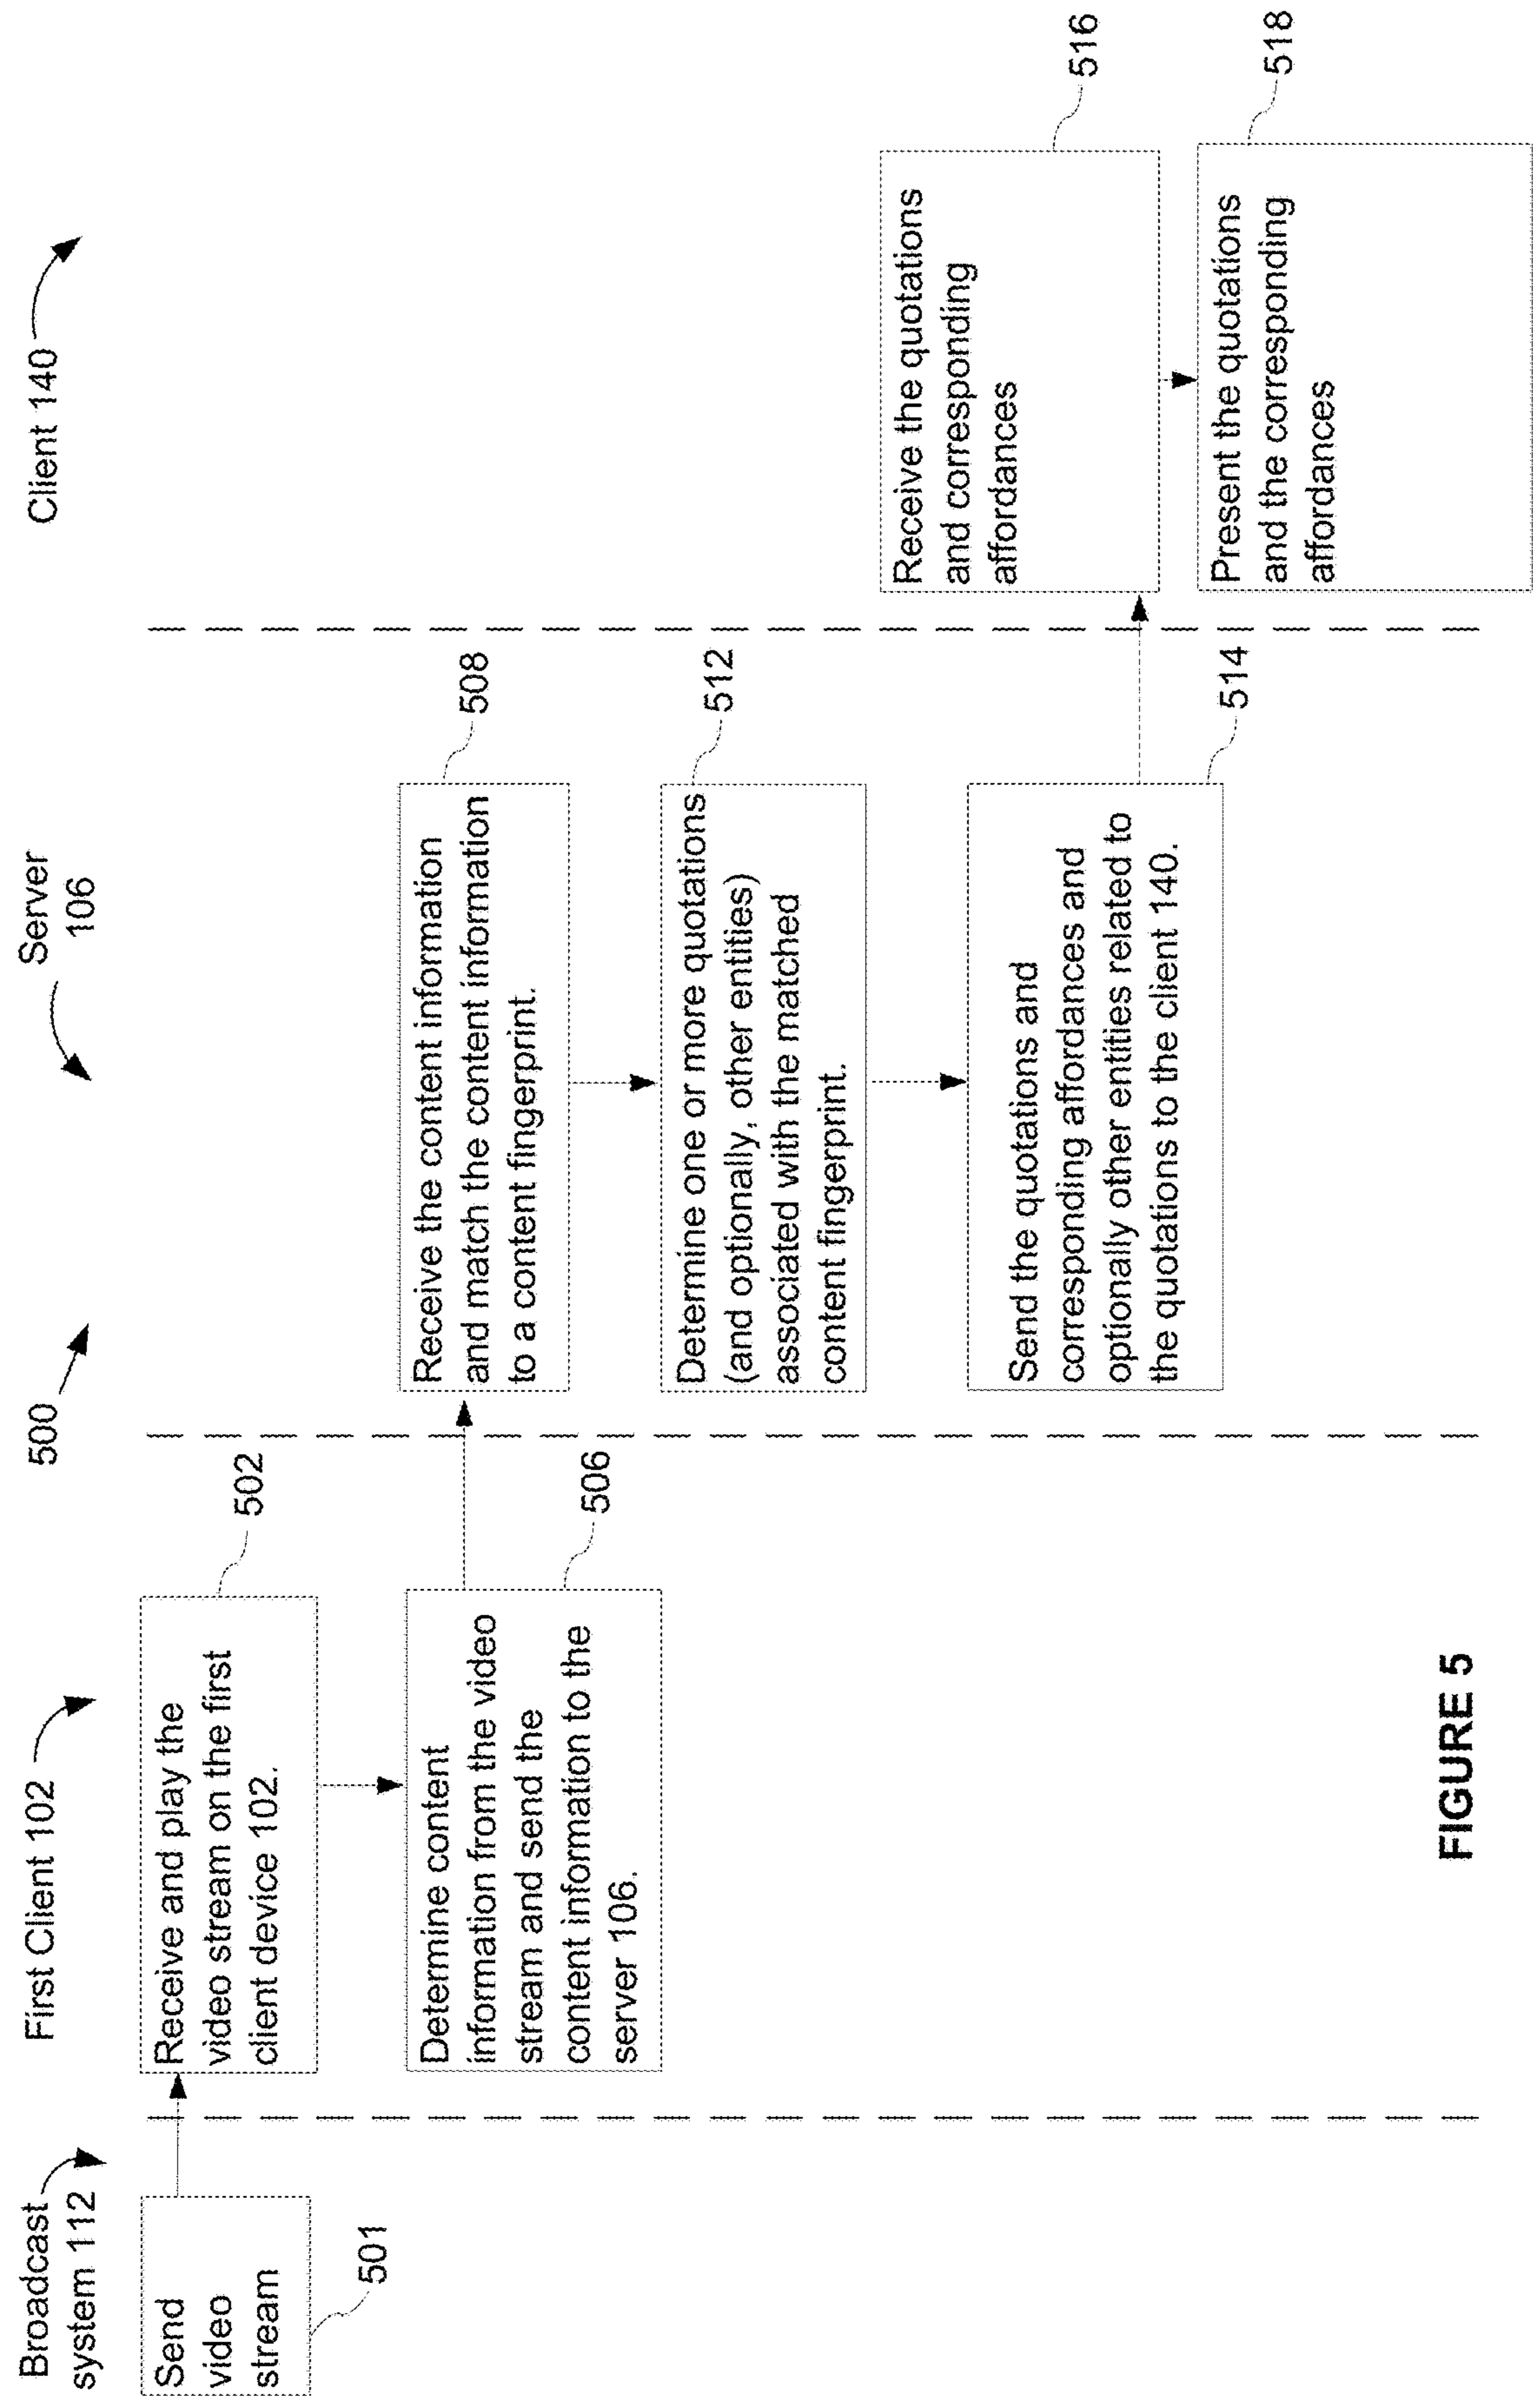 Broadcast
system 112
First Client 102
500
Server
106
Client 140
Send
video
stream
501
Receive and play the
video stream on the first
client device 102.
502
Determine content
information from the video
stream and send the
content information to the
server 106.
506
Receive the content information
and match the content information
to a content fingerprint.
508
Determine one or more quotations
(and optionally, other entities)
associated with the matched
content fingerprint.
512
Send the quotations and
corresponding affordances and
optionally other entities related to
the quotations to the client 140.
514
Receive the quotations
and corresponding
affordances
516
Present the quotations
and the corresponding
affordances
518
FIGURE 5